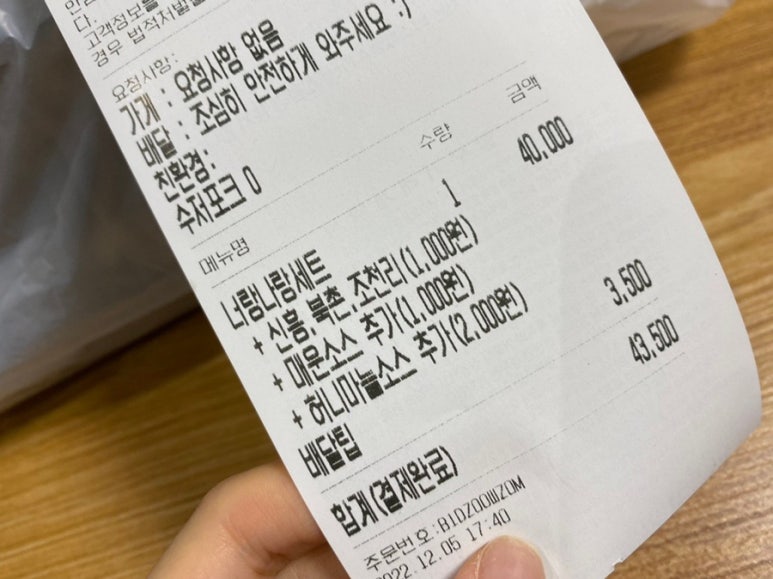 다.
고객정보를
경우 법적처벌
요청사항:
가게 : 요청사항 없음
배달 : 조심히 안전하게 와주세요 :)
친환경:
수저포크 O
메뉴명 수량 금액
너랑나랑세트 1 40,000
+ 신흥,북촌,조천리(1,000원)
+ 매운소스 추가(1,000원)
+ 허니마늘소스 추가(2,000원)
배달팁 3,500
합계(결제완료) 43,500
주문번호:
2022.12.05 17:40